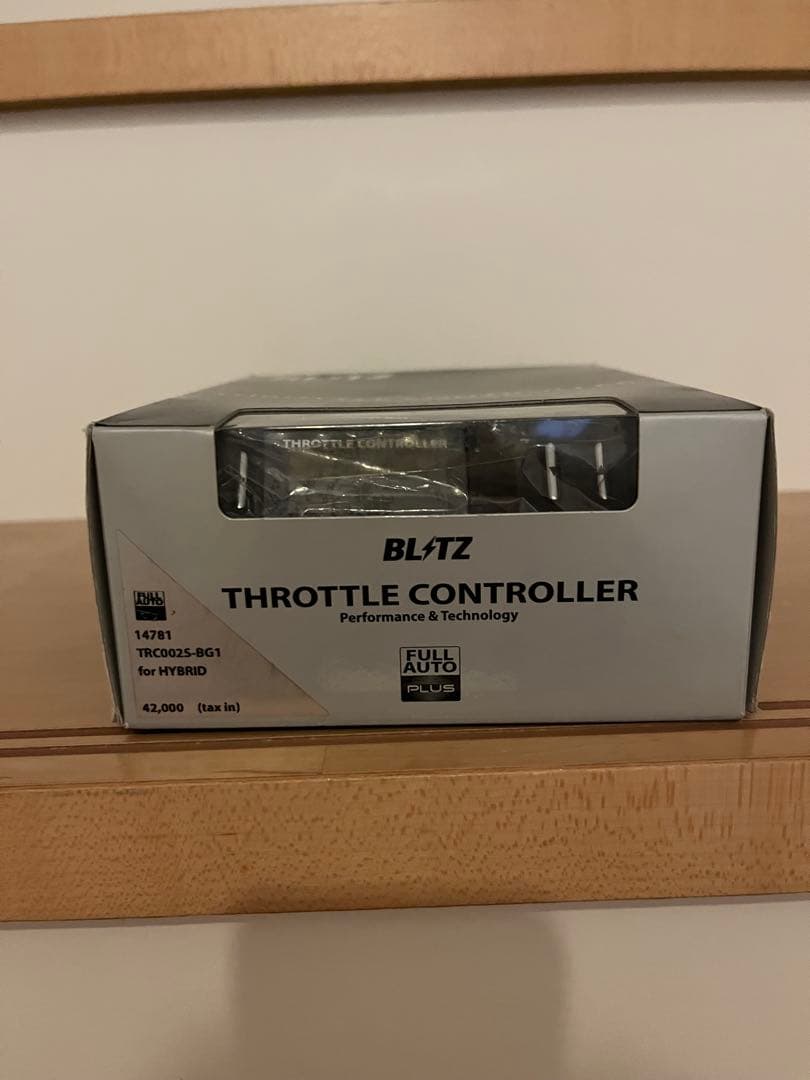 BLITZ
THROTTLE CONTROLLER
BLITZ
THROTTLE CONTROLLER
Performance & Technology
FULL
AUTO
PLUS
FULL
AUTO
14781
TRC002S-BG1
for HYBRID
42,000 (tax in)